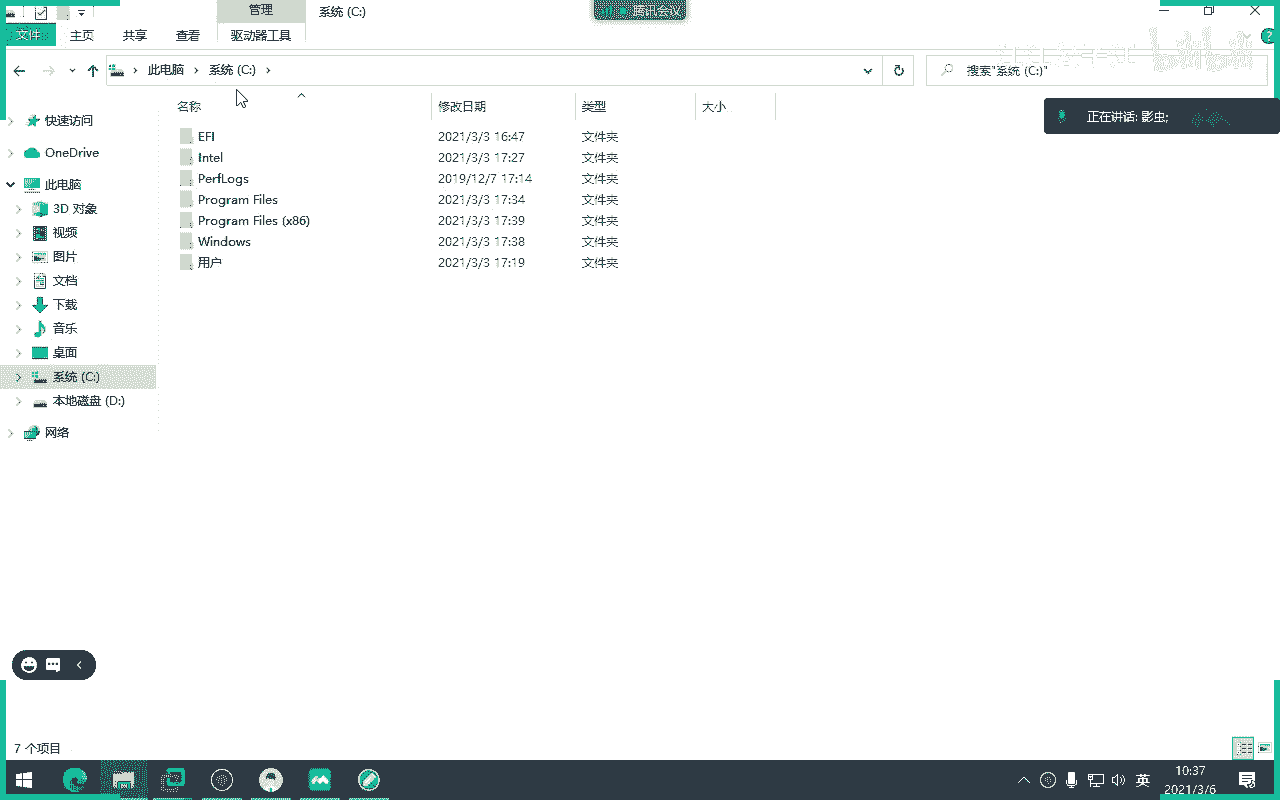 管理
系统 (C:)
腾讯会议
文件
主页
共享
查看
驱动器工具
此电脑
系统 (C:)
搜索"系统 (C:)"
bilibili
名称
修改日期
类型
大小
正在讲话: 影虫;
快速访问
OneDrive
此电脑
3D 对象
视频
图片
文档
下载
音乐
桌面
系统 (C:)
本地磁盘 (D:)
网络
EFI 2021/3/3 16:47 文件夹
Intel 2021/3/3 17:27 文件夹
PerfLogs 2019/12/7 17:14 文件夹
Program Files 2021/3/3 17:34 文件夹
Program Files (x86) 2021/3/3 17:39 文件夹
Windows 2021/3/3 17:38 文件夹
用户 2021/3/3 17:19 文件夹
7 个项目
英
10:37
2021/3/6